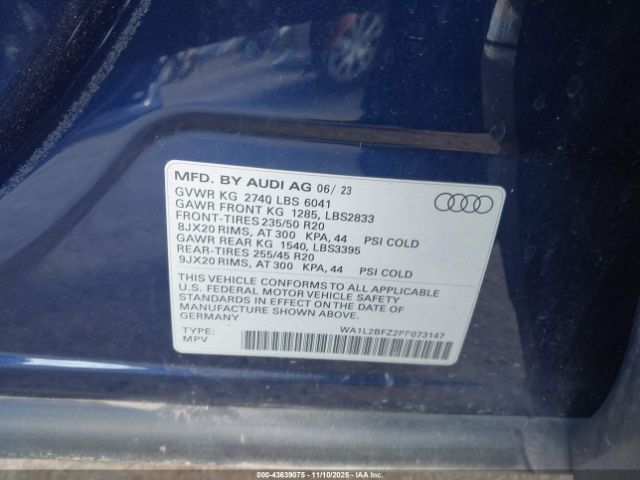 MFD. BY AUDI AG 06/ 23
GVWR KG 2740 LBS 6041
GAWR FRONT KG 1285, LBS2833
FRONT-TIRES 235/50 R20
8JX20 RIMS, AT 300 KPA, 44 PSI COLD
GAWR REAR KG 1540, LBS3395
REAR-TIRES 255/45 R20
9JX20 RIMS, AT 300 KPA, 44 PSI COLD
THIS VEHICLE CONFORMS TO ALL APPLICABLE
U.S. FEDERAL MOTOR VEHICLE SAFETY
STANDARDS IN EFFECT ON THE DATE OF
MANUFACTURE SHOWN ABOVE.
GERMANY
TYPE:
MPV
WA1L2BFZ2PP073147
000-43639075 - 11/10/2025 - IAAI.COM